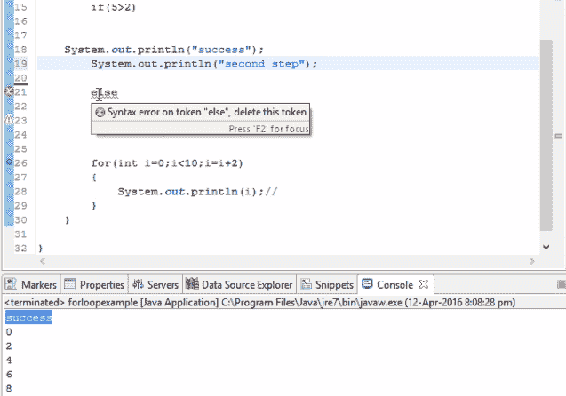 15 if(5>2)
16
17
18 System.out.println("success");
19 System.out.println("second step");
20
21 else
22 Syntax error on token "else", delete this token
23 Press 'F2' for focus
24
25
26 for(int i=0;i<10;i=i+2)
27 {
28 System.out.println(i);//
29 }
30 }
31
32 }
Markers Properties Servers Data Source Explorer Snippets Console
<terminated> forloopexample [Java Application] C:\Program Files\Java\jre7\bin\javaw.exe (12-Apr-2016 8:08:28 pm)
success
0
2
4
6
8